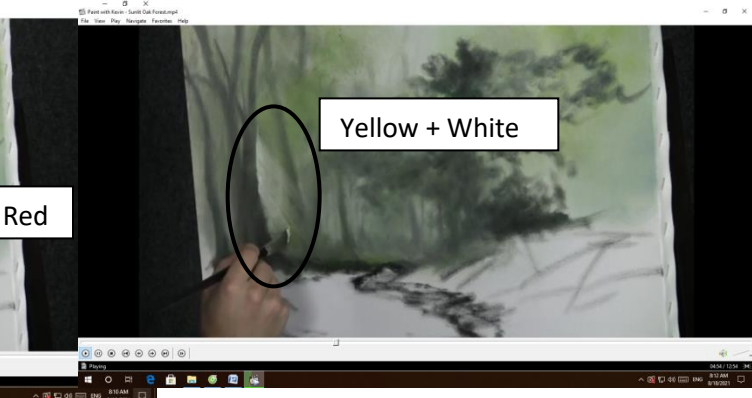 Paint with Kevin - Sunlit Oak Forest.mp4
File View Play Navigate Favorites Help
Yellow + White
Red
Playing
04:54 / 12:54
ENG
8:12 AM
8/18/2021
ENG
8:10 AM